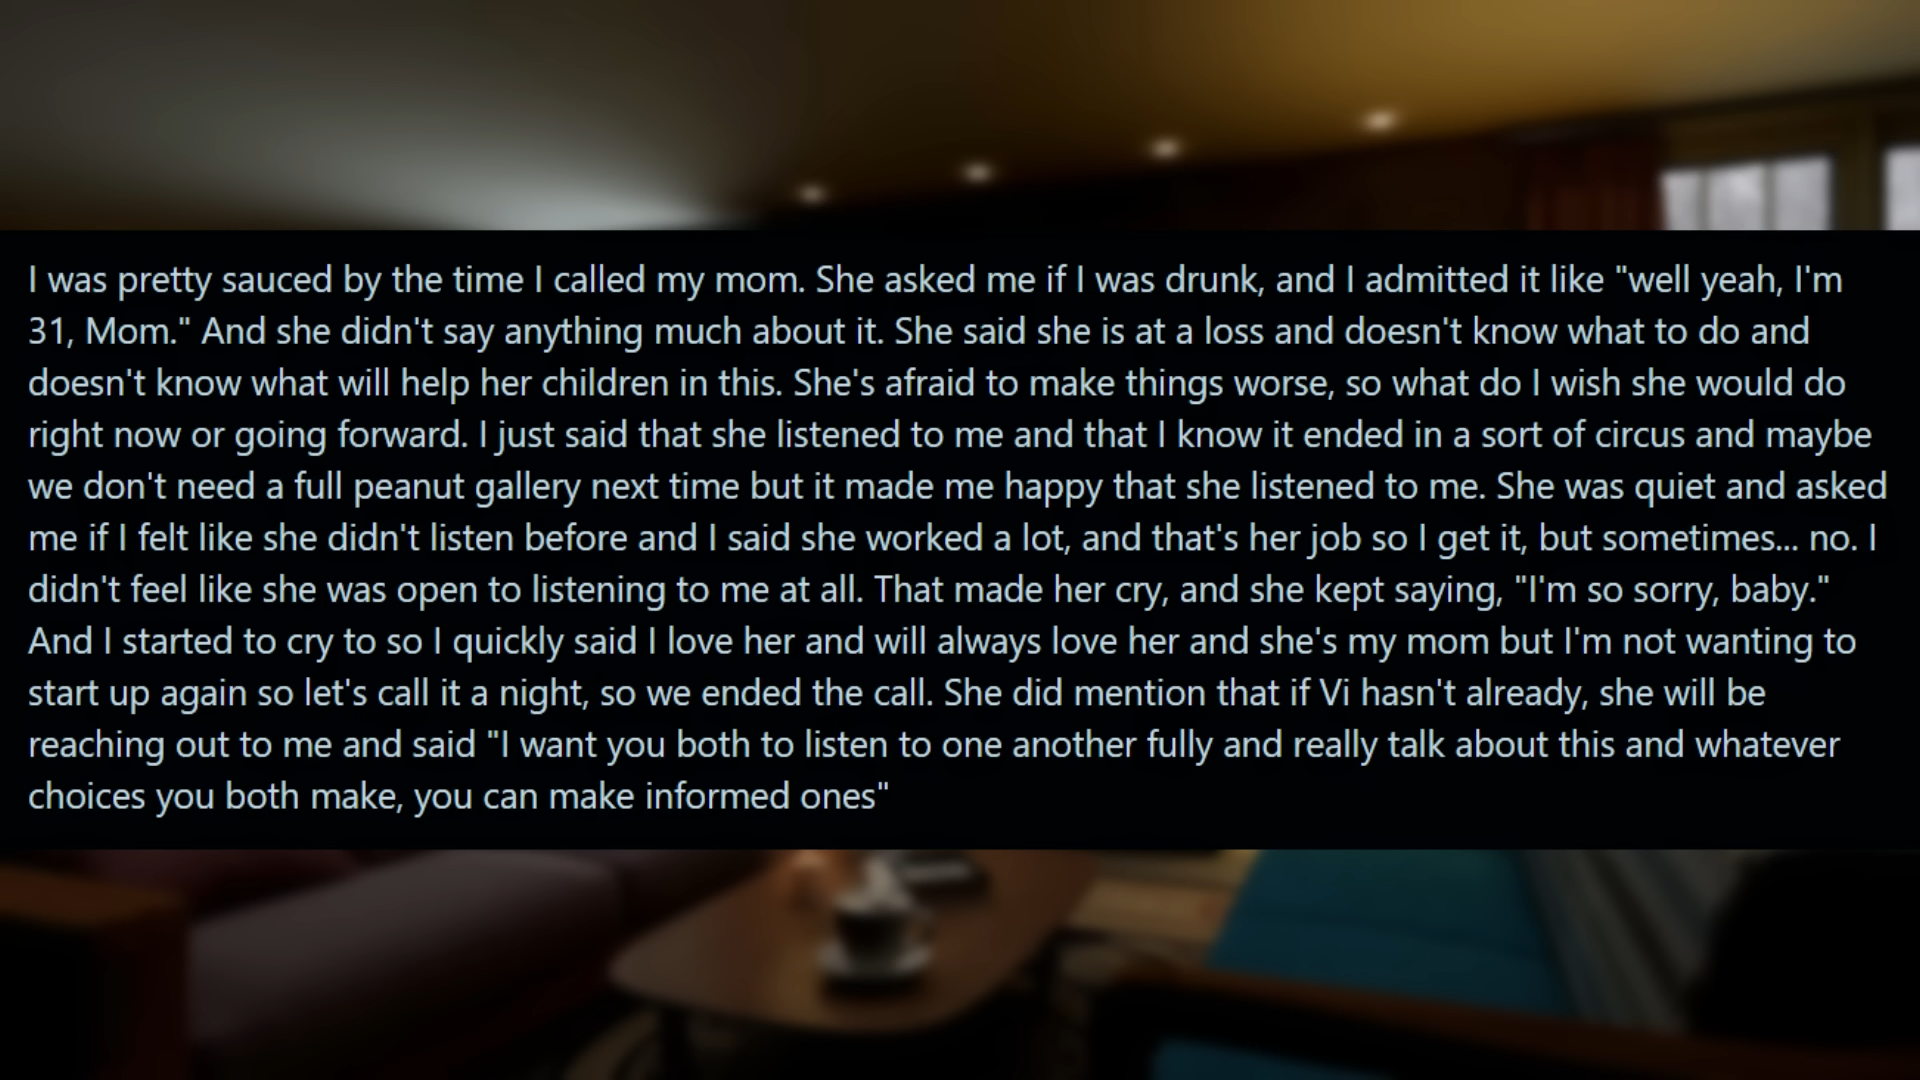 I was pretty sauced by the time I called my mom. She asked me if I was drunk, and I admitted it like "well yeah, I'm
31, Mom." And she didn't say anything much about it. She said she is at a loss and doesn't know what to do and
doesn't know what will help her children in this. She's afraid to make things worse, so what do I wish she would do
right now or going forward. I just said that she listened to me and that I know it ended in a sort of circus and maybe
we don't need a full peanut gallery next time but it made me happy that she listened to me. She was quiet and asked
me if I felt like she didn't listen before and I said she worked a lot, and that's her job so I get it, but sometimes... no. I
didn't feel like she was open to listening to me at all. That made her cry, and she kept saying, "I'm so sorry, baby."
And I started to cry to so I quickly said I love her and will always love her and she's my mom but I'm not wanting to
start up again so let's call it a night, so we ended the call. She did mention that if Vi hasn't already, she will be
reaching out to me and said "I want you both to listen to one another fully and really talk about this and whatever
choices you both make, you can make informed ones"